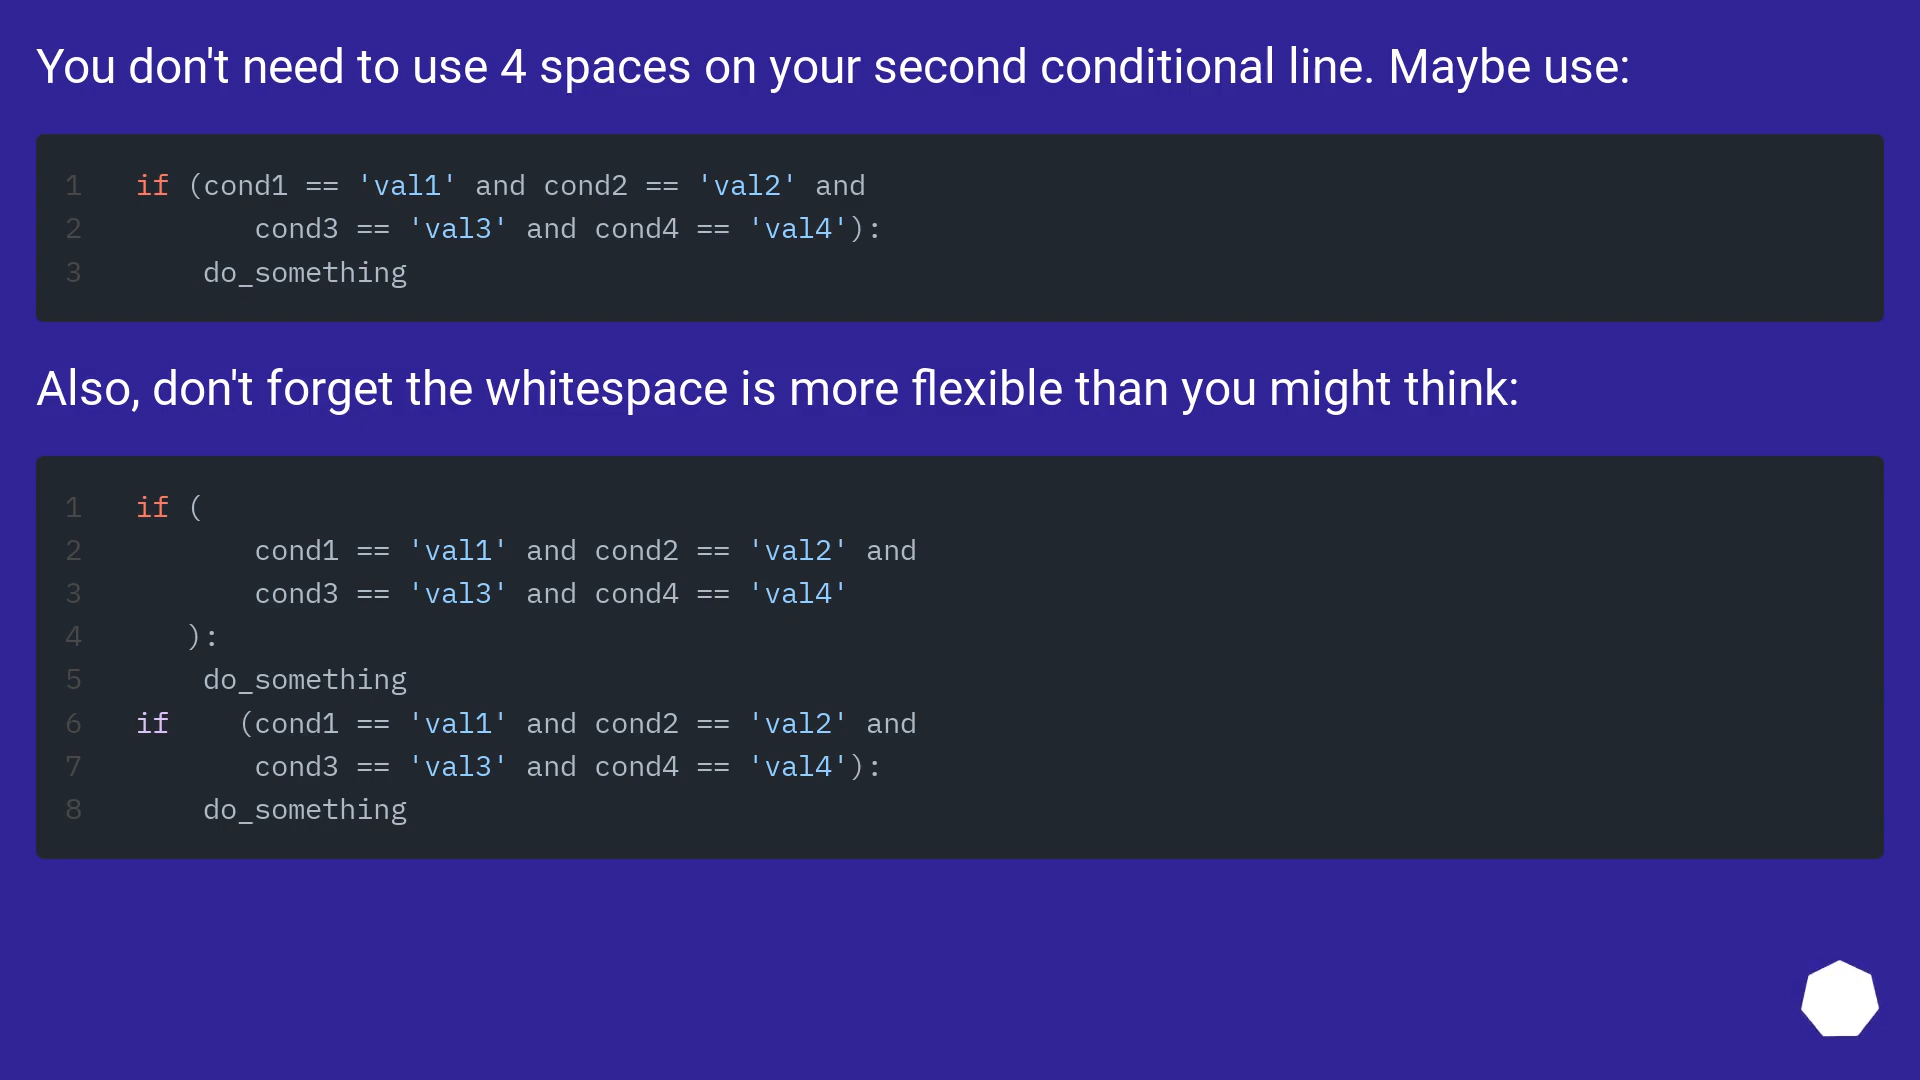 You don't need to use 4 spaces on your second conditional line. Maybe use:
1   if (cond1 == 'val1' and cond2 == 'val2' and
2          cond3 == 'val3' and cond4 == 'val4'):
3       do_something
Also, don't forget the whitespace is more flexible than you might think:
1   if (
2          cond1 == 'val1' and cond2 == 'val2' and
3          cond3 == 'val3' and cond4 == 'val4'
4      ):
5       do_something
6   if    (cond1 == 'val1' and cond2 == 'val2' and
7          cond3 == 'val3' and cond4 == 'val4'):
8       do_something